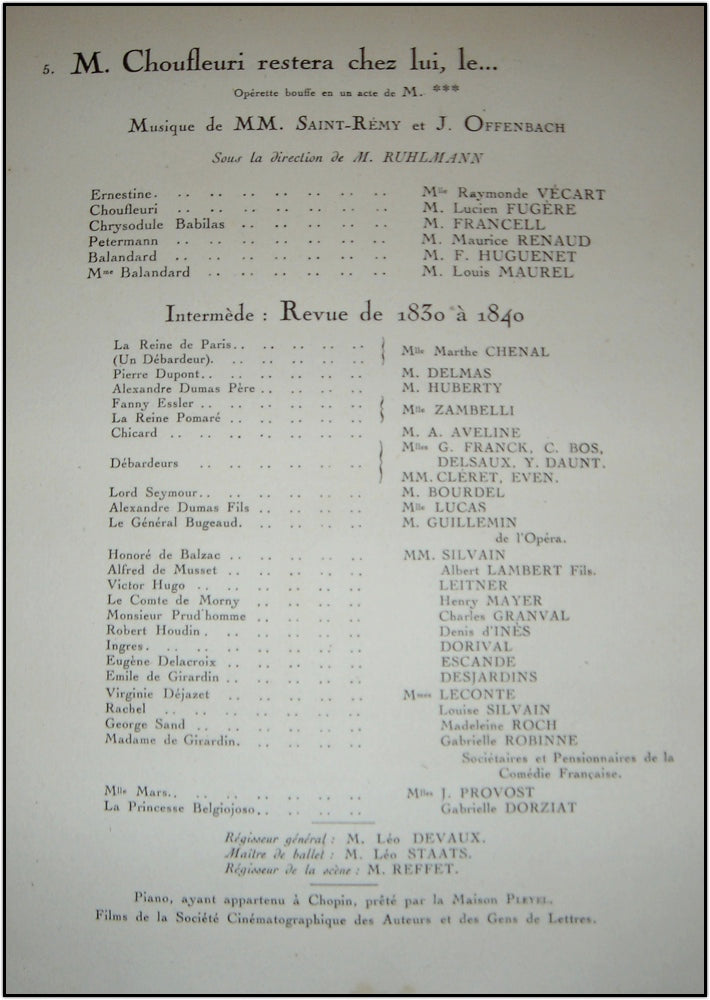 5. M. Choufleuri restera chez lui, le...
Opérette bouffe en un acte de M. ***
Musique de MM. SAINT-RÉMY et J. OFFENBACH
Sous la direction de M. RUHLMANN
Ernestine. .. .. .. .. .. .. Mlle Raymonde VÉCART
Choufleuri .. .. .. .. .. .. M. Lucien FUGÈRE
Chrysodule Babilas .. .. .. .. .. M. FRANCELL
Petermann .. .. .. .. .. .. M. Maurice RENAUD
Balandard .. .. .. .. .. .. M. F. HUGUENET
Mme Balandard .. .. .. .. .. M. Louis MAUREL
Intermède : Revue de 1830 à 1840
La Reine de Paris.. .. .. .. ..
(Un Débardeur). .. .. .. .. .. } Mlle Marthe CHENAL
Pierre Dupont.. .. .. .. .. .. M. DELMAS
Alexandre Dumas Père .. .. .. .. .. M. HUBERTY
Fanny Essler .. .. .. .. .. ..
La Reine Pomaré .. .. .. .. .. { Mlle ZAMBELLI
Chicard .. .. .. .. .. .. .. M. A. AVELINE
Débardeurs .. .. .. .. .. } Mlles G. FRANCK, C. BOS,
DELSAUX, Y. DAUNT.
MM. CLÉRET, EVEN.
Lord Seymour.. .. .. .. .. .. M. BOURDEL
Alexandre Dumas Fils .. .. .. .. Mlle LUCAS
Le Général Bugeaud. .. .. .. .. M. GUILLEMIN
de l'Opéra.
Honoré de Balzac .. .. .. .. .. MM. SILVAIN
Alfred de Musset .. .. .. .. .. Albert LAMBERT Fils.
Victor Hugo .. .. .. .. .. .. LEITNER
Le Comte de Morny .. .. .. .. Henry MAYER
Monsieur Prud'homme .. .. .. .. Charles GRANVAL
Robert Houdin . .. .. .. .. .. Denis d'INÈS
Ingres. .. .. .. .. .. .. DORIVAL
Eugène Delacroix .. .. .. .. .. ESCANDE
Emile de Girardin .. .. .. .. .. DESJARDINS
Virginie Déjazet .. .. .. .. .. Mmes LECONTE
Rachel .. .. .. .. .. .. Louise SILVAIN
George Sand .. .. .. .. .. .. Madeleine ROCH
Madame de Girardin. .. .. .. .. Gabrielle ROBINNE
Sociétaires et Pensionnaires de la
Comédie Française.
Mlle Mars.. .. .. .. .. .. .. Mlles J. PROVOST
La Princesse Belgiojoso.. .. .. .. Gabrielle DORZIAT
Régisseur général : M. Léo DEVAUX.
Maître de ballet : M. Léo STAATS.
Régisseur de la scène : M. REFFET.
Piano, ayant appartenu à Chopin, prêté par la Maison PLEYEL.
Films de la Société Cinématographique des Auteurs et des Gens de Lettres.